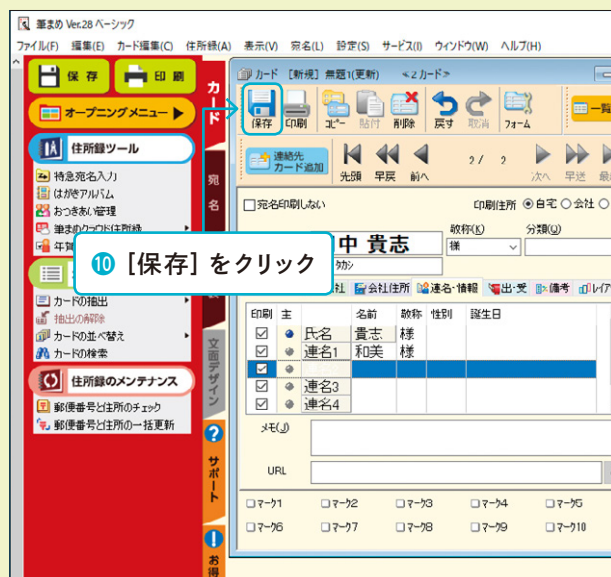 筆まめ Ver.28 ベーシック
ファイル(F) 編集(E) カード編集(C) 住所録(A) 表示(V) 宛名(L) 設定(S) サービス(I) ウィンドウ(W) ヘルプ(H)
保存 印刷
オープニングメニュー
住所録ツール
特急宛名入力
はがきアルバム
おつきあい管理
筆まめクラウド住所録
カードの抽出
抽出の解除
カードの並べ替え
カードの検索
住所録のメンテナンス
郵便番号と住所のチェック
郵便番号と住所の一括更新
カード
宛名
文面デザイン
サポート
お得
カード [新規] 無題1(更新) <2カード>
保存 印刷 コピー 貼付 削除 戻す 取消 フォーム 一覧
連絡先カード追加 先頭 早戻 前へ 2 / 2 次へ 早送
宛名印刷しない 印刷住所 自宅 会社
敬称(K) 分類(Q)
中 貴志 様
タカシ
⑩ [保存] をクリック
会社 会社住所 連名・情報 出・受 備考
印刷 主 名前 敬称 性別 誕生日
氏名 貴志 様
連名1 和美 様
連名3
連名4
メモ(J)
URL
マーク1 マーク2 マーク3 マーク4 マーク5
マーク6 マーク7 マーク8 マーク9 マーク10